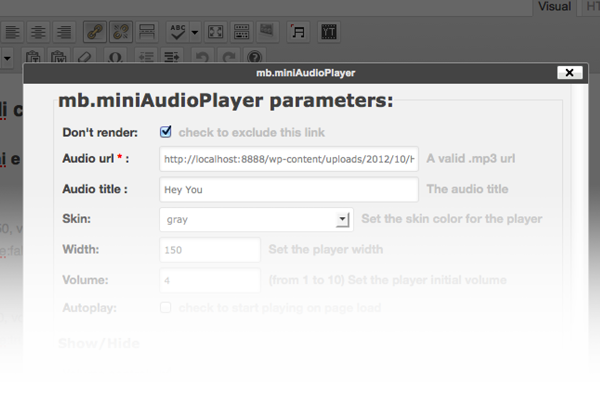 Visual
HT
ABC
YT
mb.miniAudioPlayer
mb.miniAudioPlayer parameters:
Don't render: check to exclude this link
Audio url * : http://localhost:8888/wp-content/uploads/2012/10/H A valid .mp3 url
Audio title : Hey You The audio title
Skin: gray Set the skin color for the player
Width: 150 Set the player width
Volume: 4 (from 1 to 10) Set the player initial volume
Autoplay: check to start playing on page load
Show/Hide